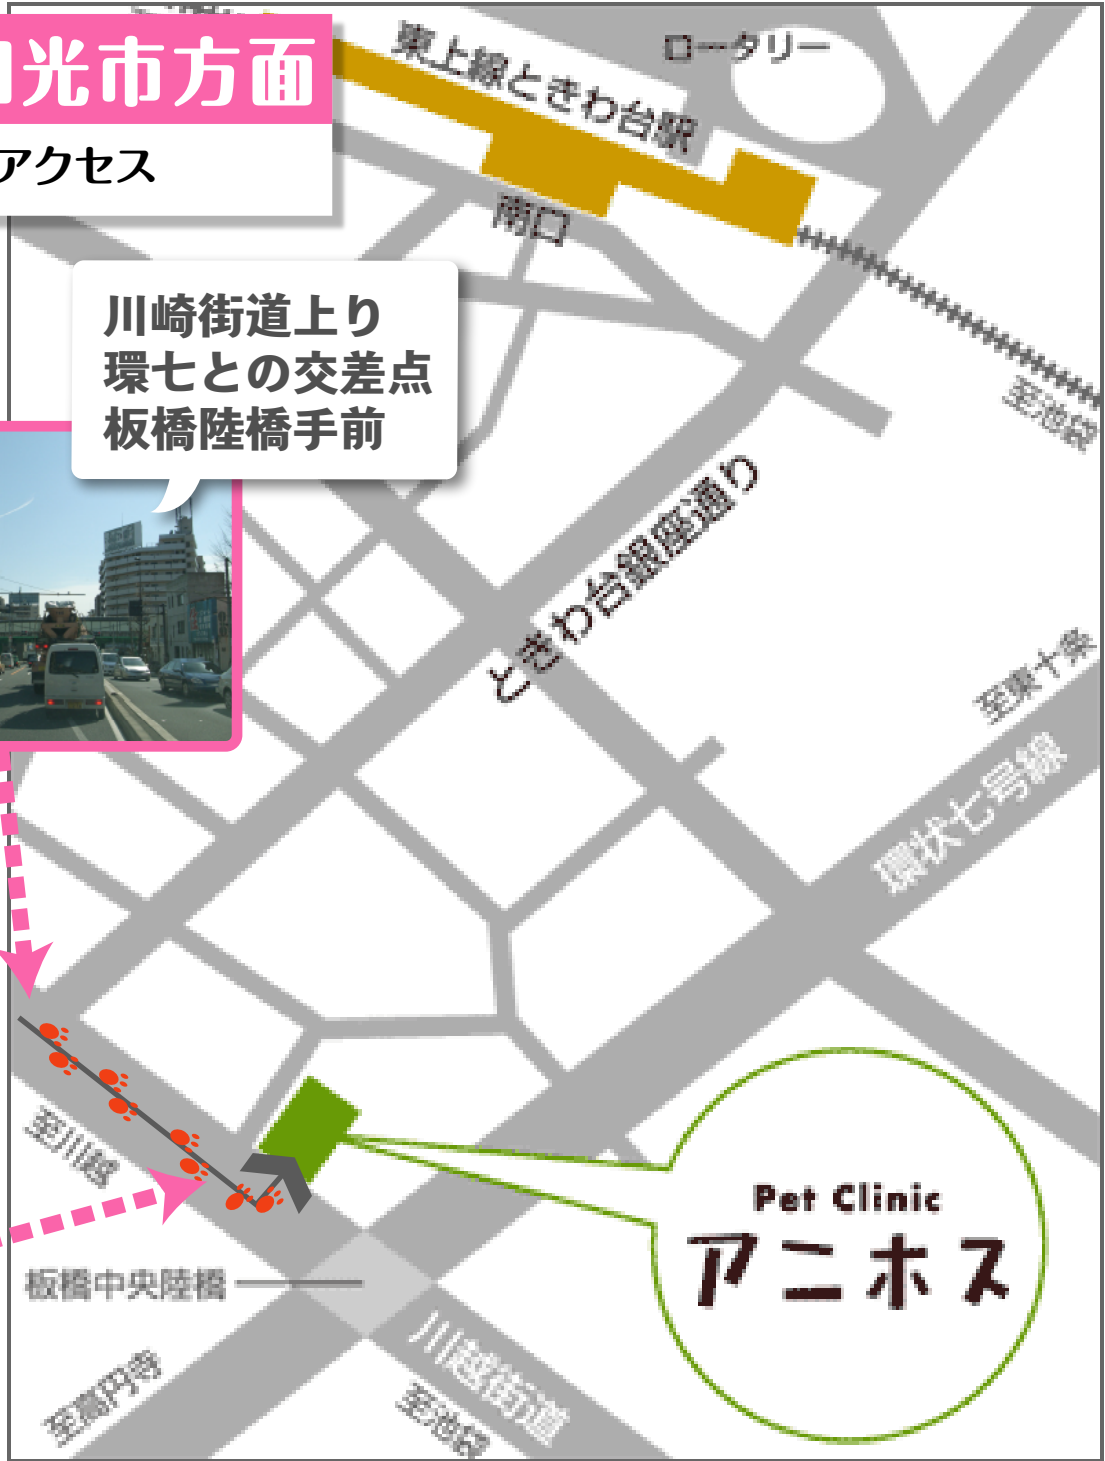 光市方面
アクセス
東上線ときわ台駅
ロータリー
南口
至池袋
川崎街道上り
環七との交差点
板橋陸橋手前
ときわ台銀座通り
至東十条
環状七号線
至川越
Pet Clinic
アニホス
板橋中央陸橋
川越街道
至高円寺
至池袋